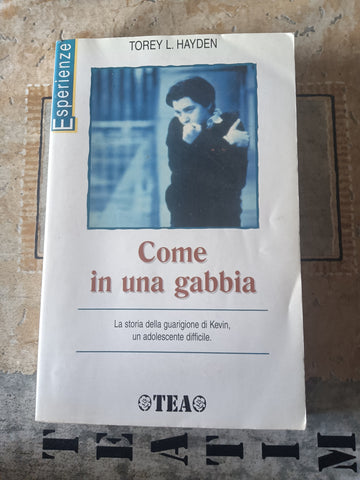 TOREY L. HAYDEN
Esperienze
Come
in una gabbia
La storia della guarigione di Kevin,
un adolescente difficile.
TEA
T E A T I M